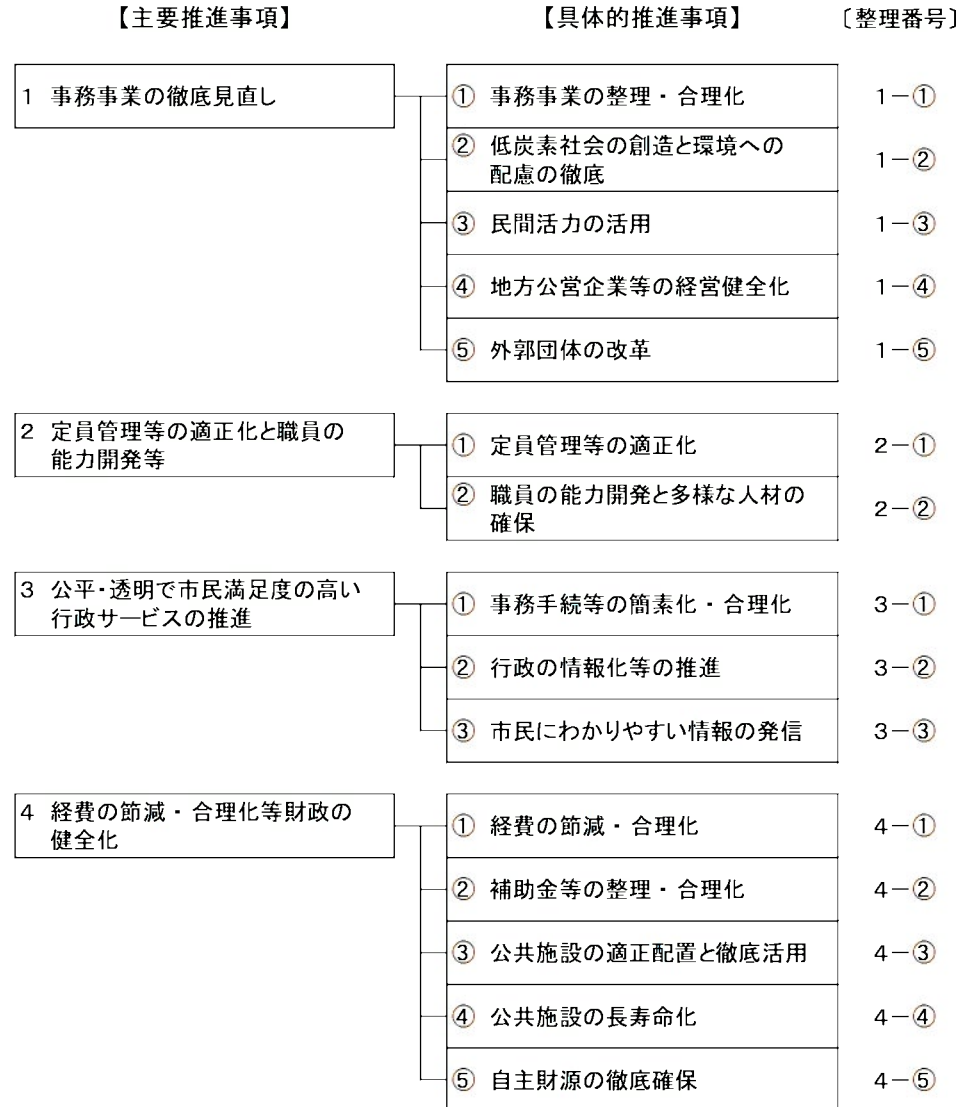 【主要推進事項】 【具体的推進事項】 〔整理番号〕
1 事務事業の徹底見直し ① 事務事業の整理・合理化 1－①
② 低炭素社会の創造と環境への
配慮の徹底 1－②
③ 民間活力の活用 1－③
④ 地方公営企業等の経営健全化 1－④
⑤ 外郭団体の改革 1－⑤
2 定員管理等の適正化と職員の
能力開発等
① 定員管理等の適正化 2－①
② 職員の能力開発と多様な人材の
確保 2－②
3 公平・透明で市民満足度の高い
行政サービスの推進
① 事務手続等の簡素化・合理化 3－①
② 行政の情報化等の推進 3－②
③ 市民にわかりやすい情報の発信 3－③
4 経費の節減・合理化等財政の
健全化
① 経費の節減・合理化 4－①
② 補助金等の整理・合理化 4－②
③ 公共施設の適正配置と徹底活用 4－③
④ 公共施設の長寿命化 4－④
⑤ 自主財源の徹底確保 4－⑤